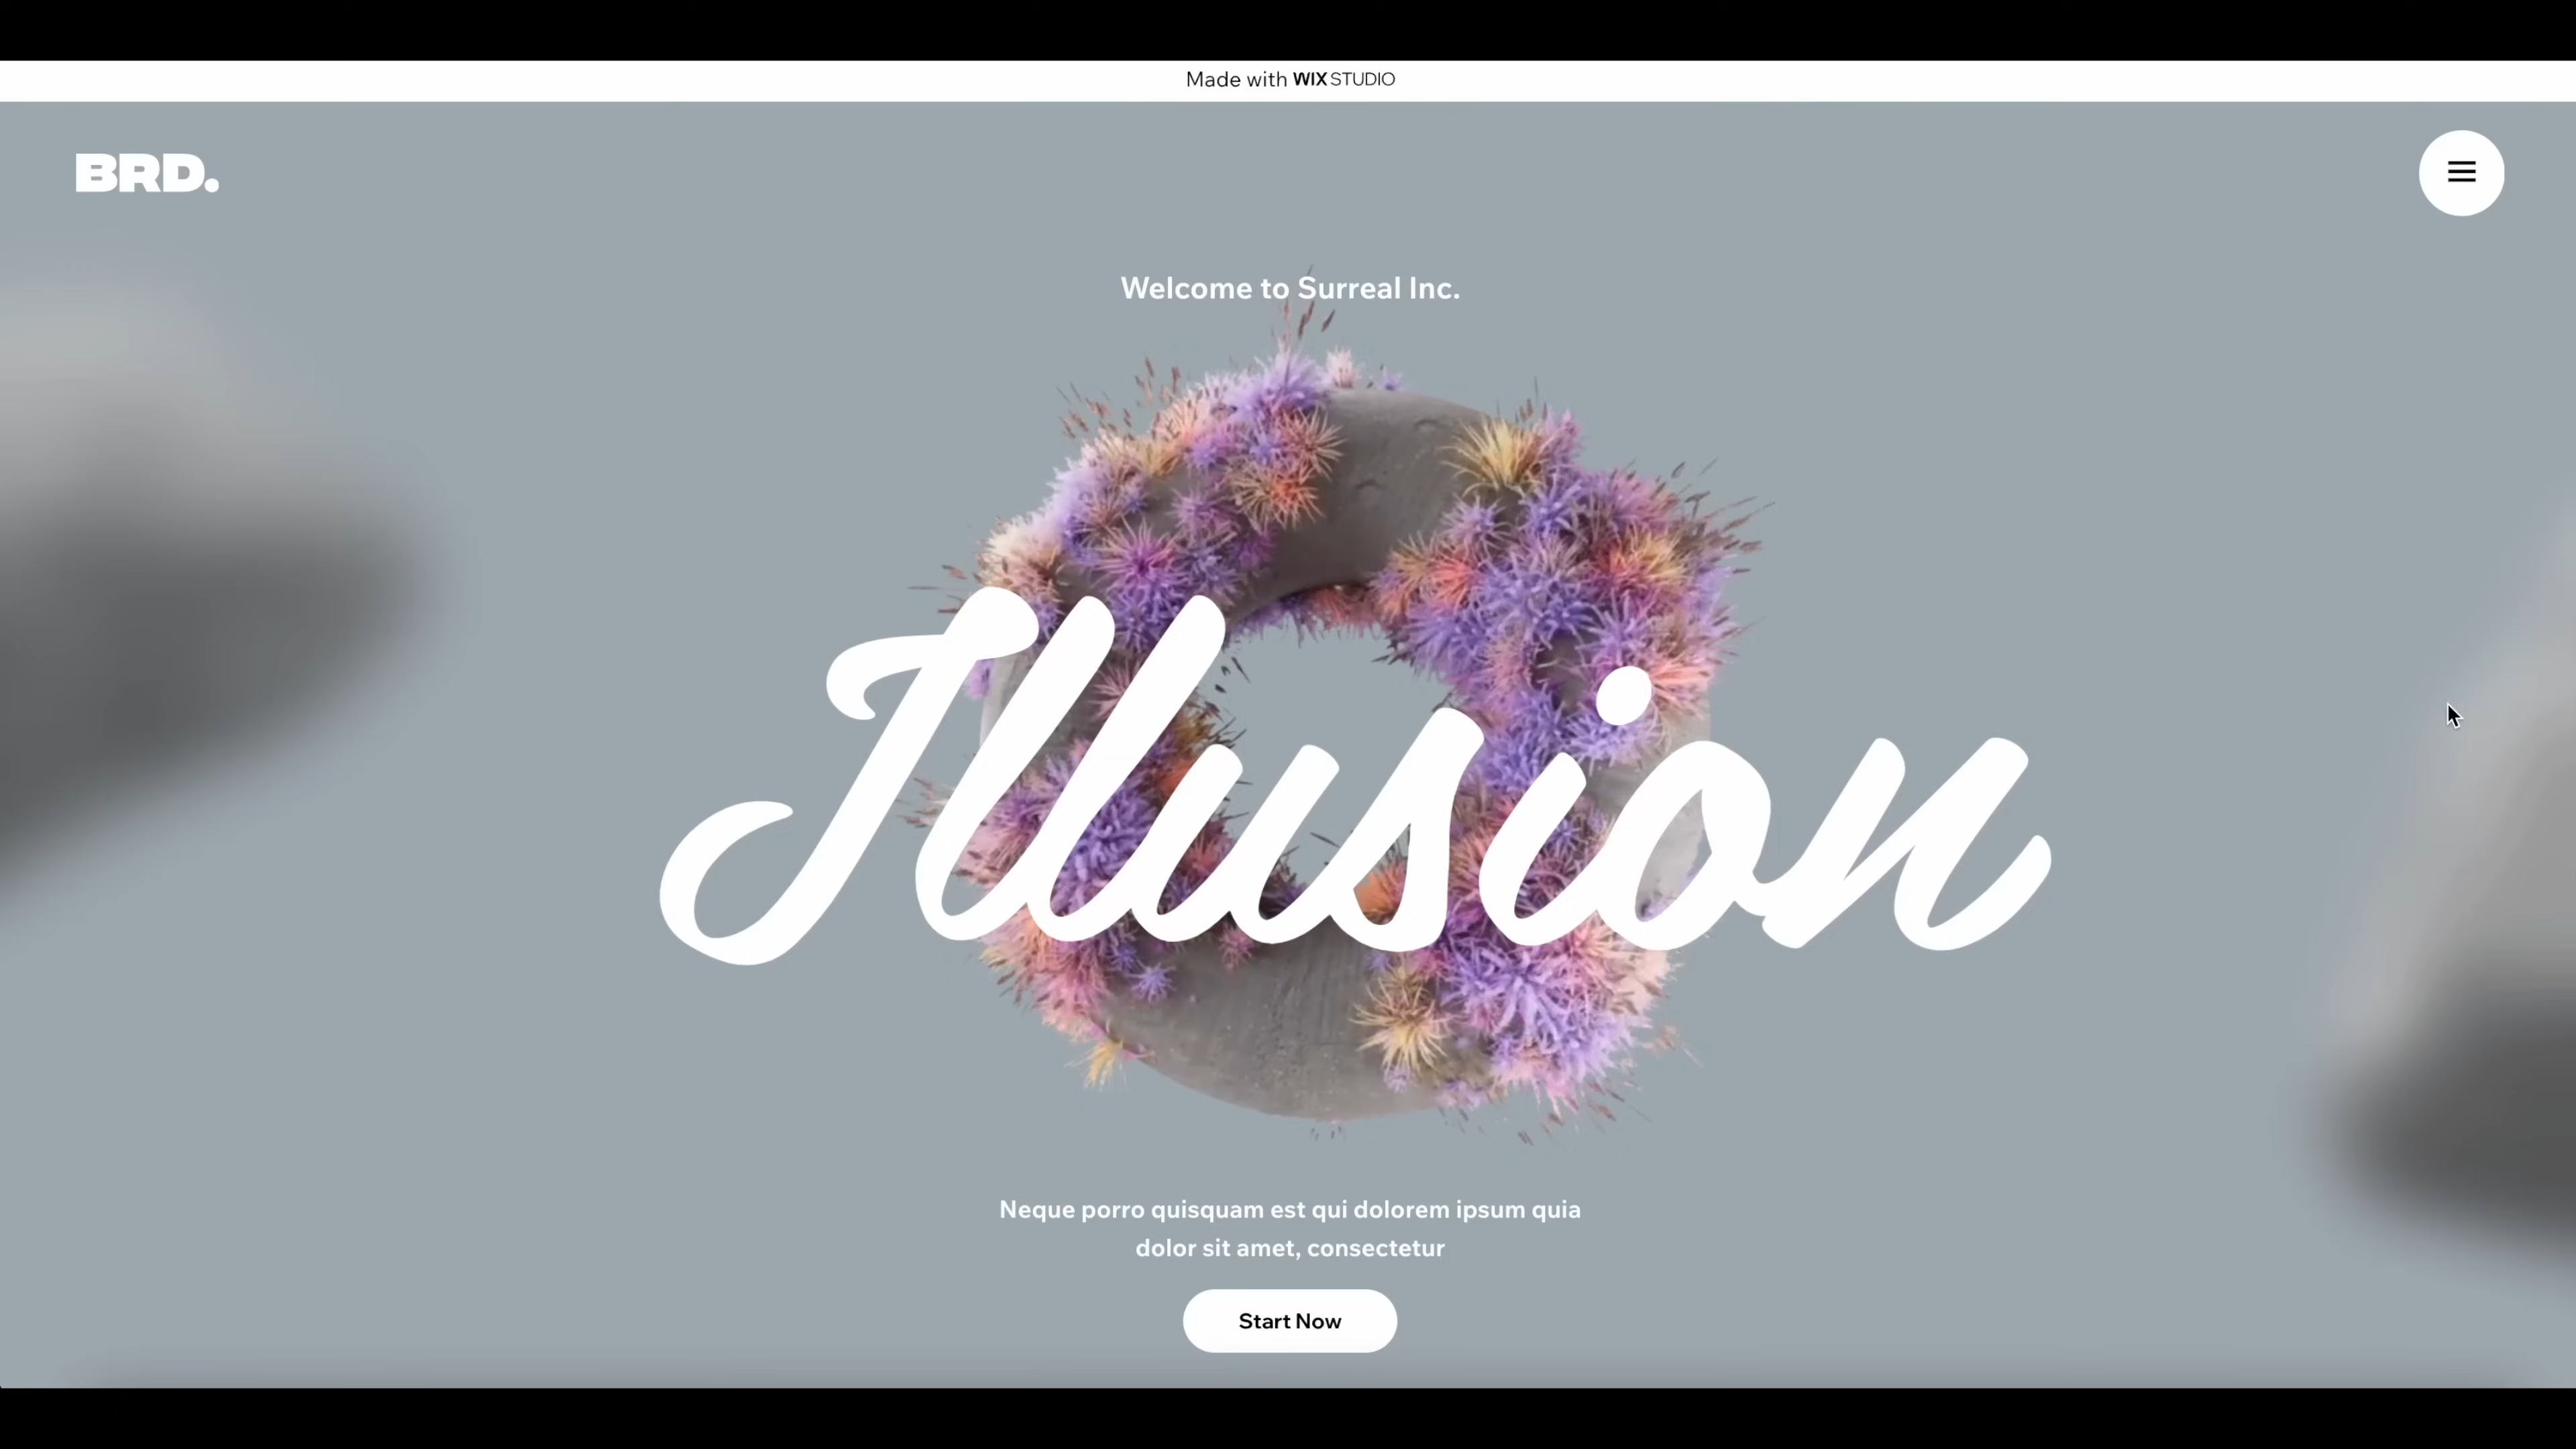 Made with WIX STUDIO
BRD.
Welcome to Surreal Inc.
Illusion
Neque porro quisquam est qui dolorem ipsum quia
dolor sit amet, consectetur
Start Now